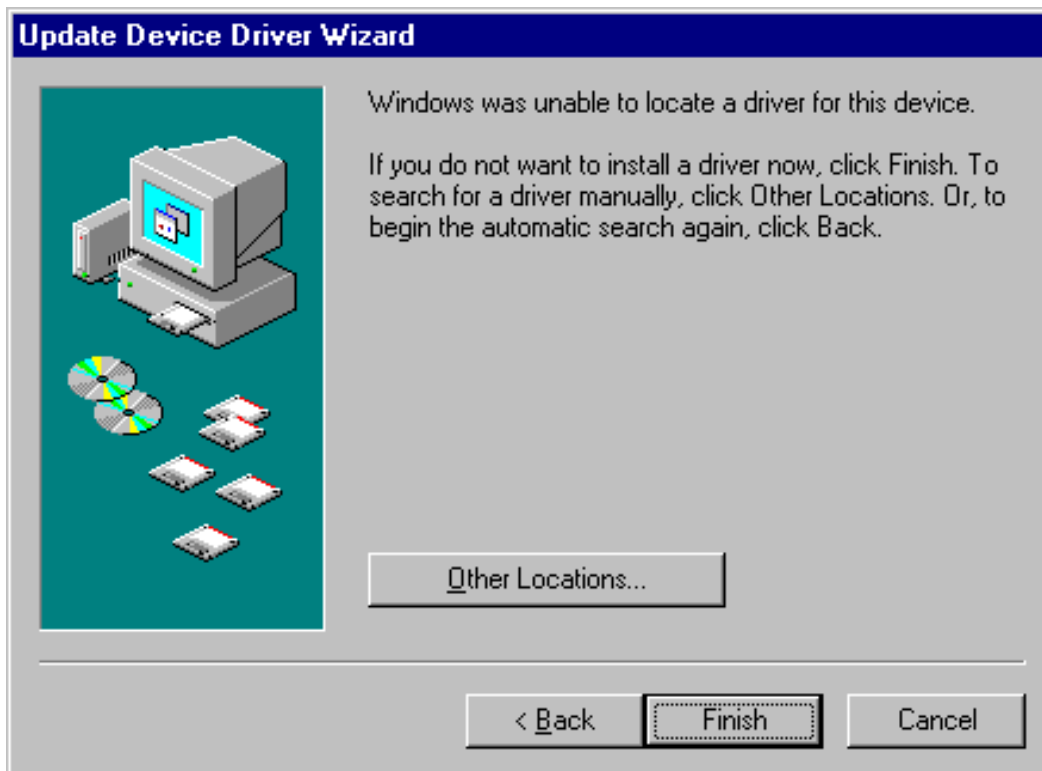 Update Device Driver Wizard
Windows was unable to locate a driver for this device.
If you do not want to install a driver now, click Finish. To
search for a driver manually, click Other Locations. Or, to
begin the automatic search again, click Back.
Other Locations...
< Back
Finish
Cancel